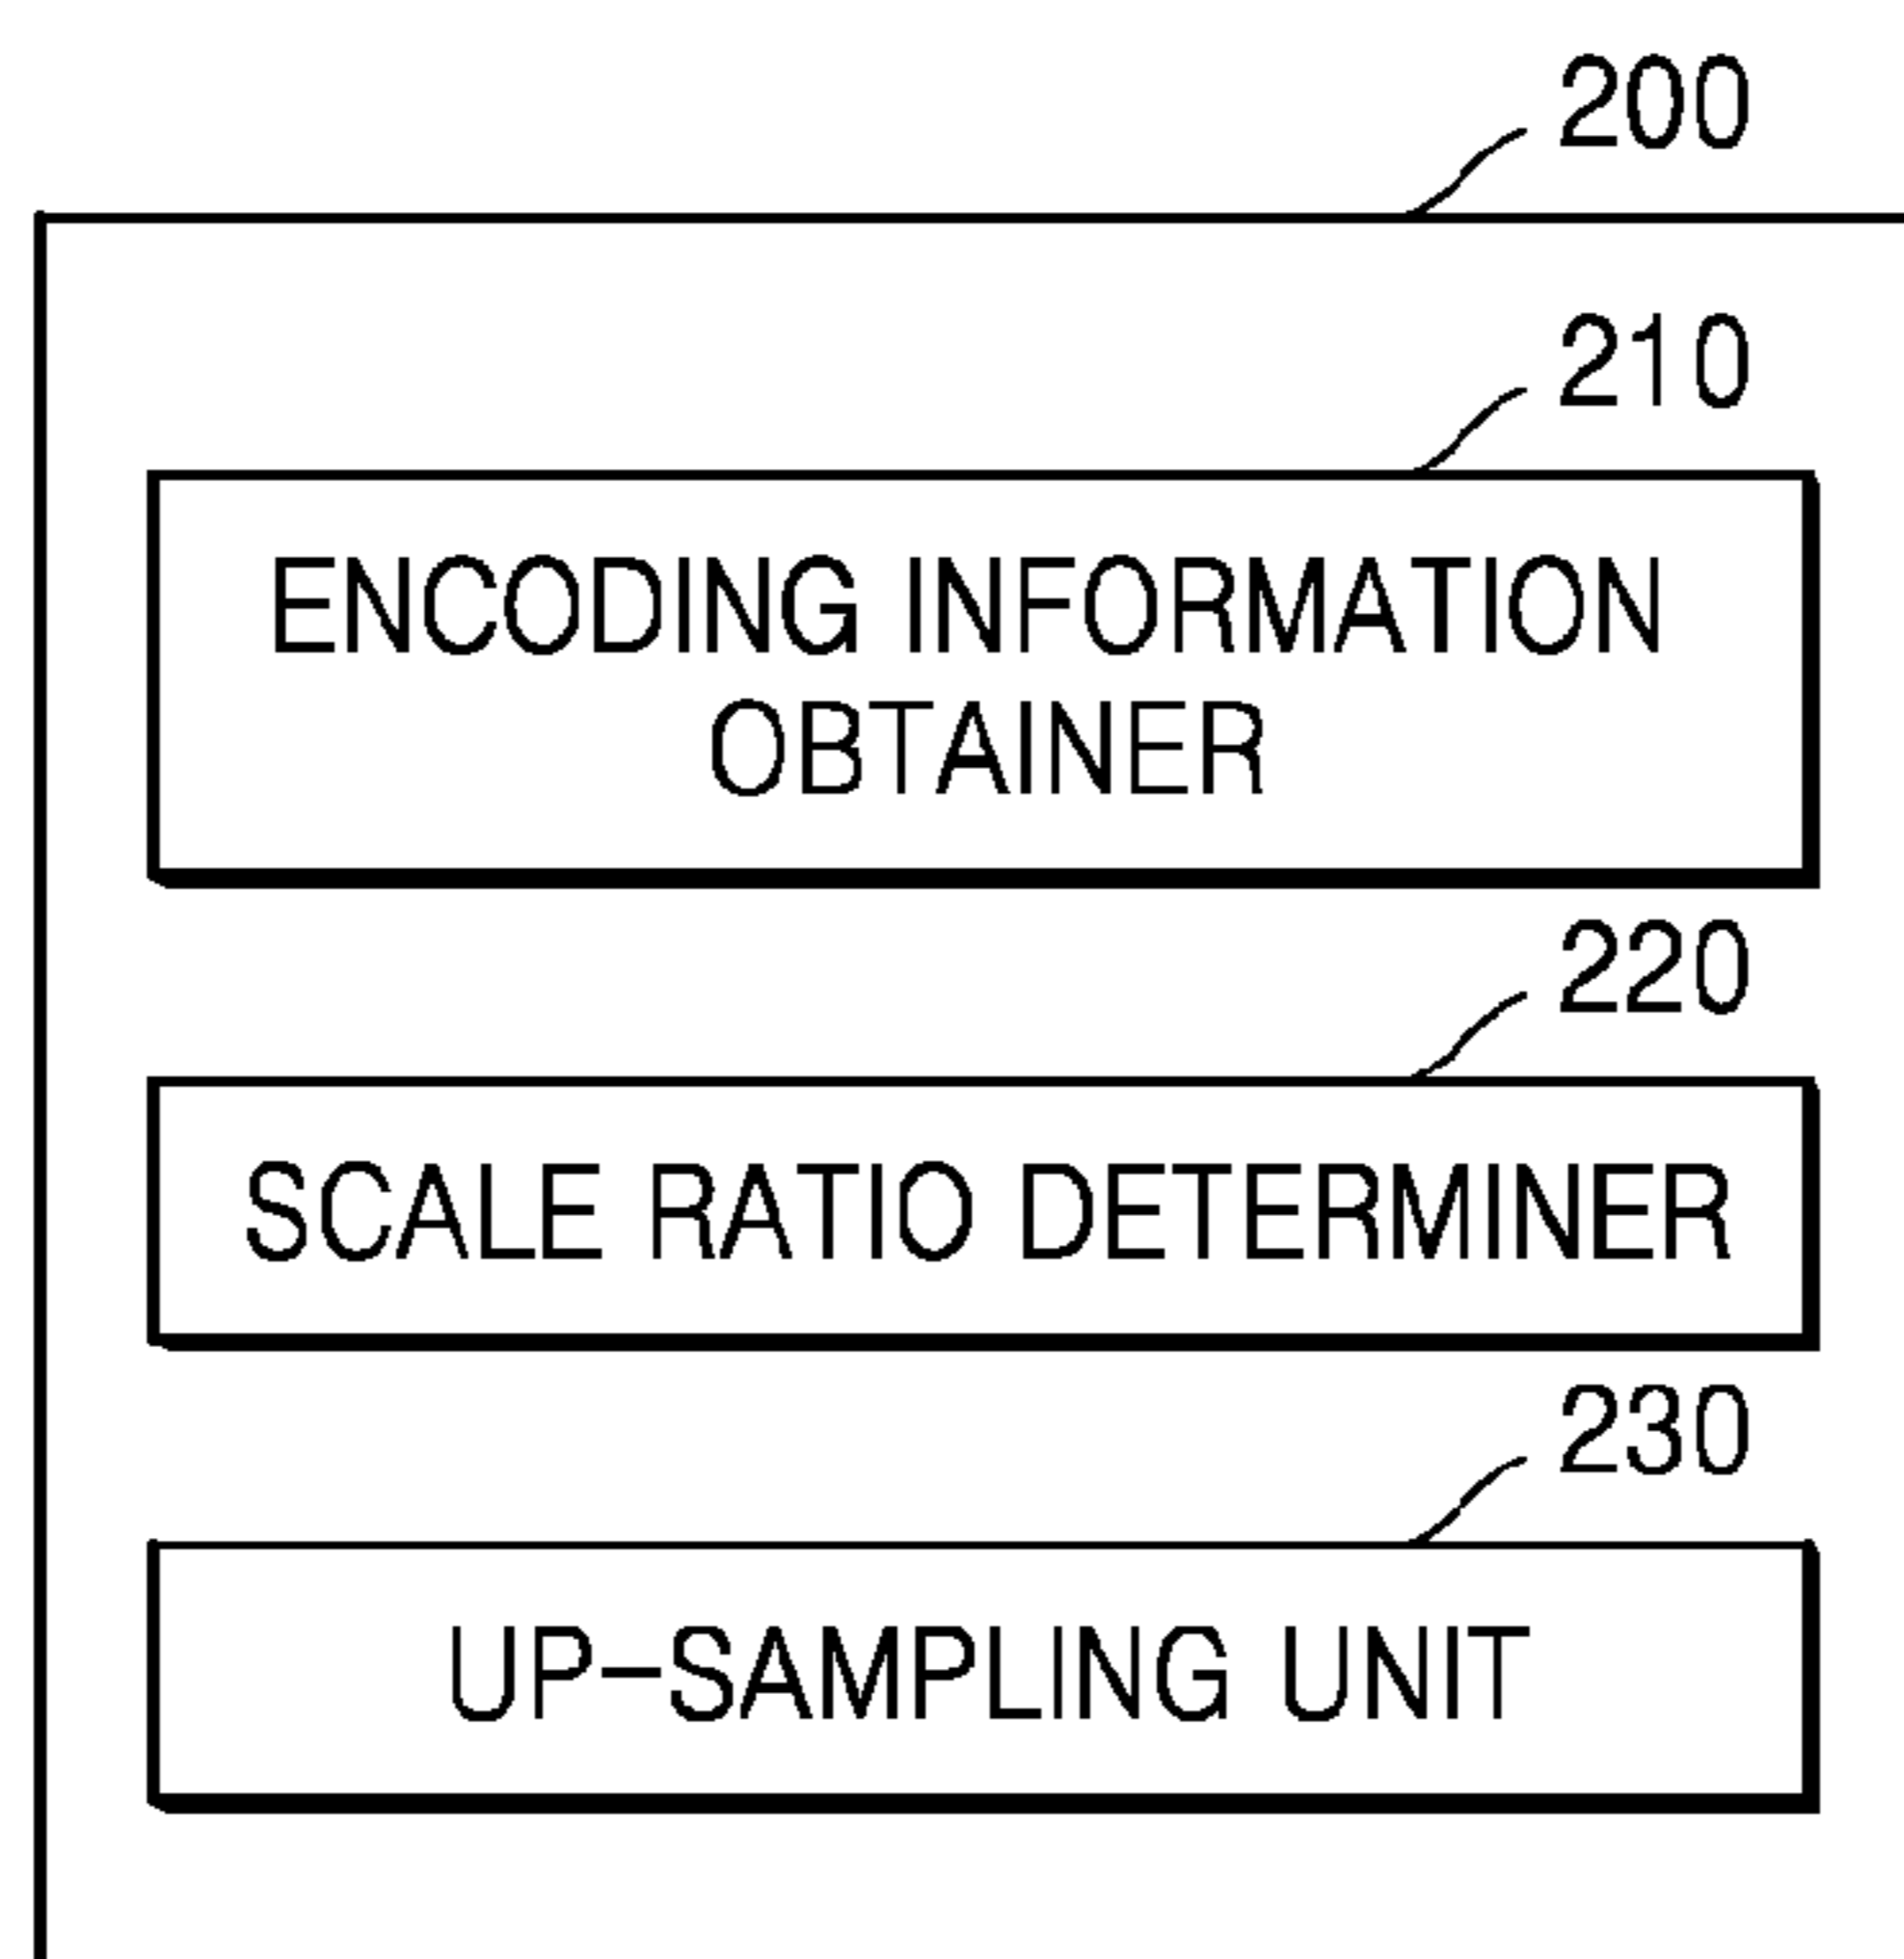 200
210
ENCODING INFORMATION
OBTAINER
220
SCALE RATIO DETERMINER
230
UP-SAMPLING UNIT